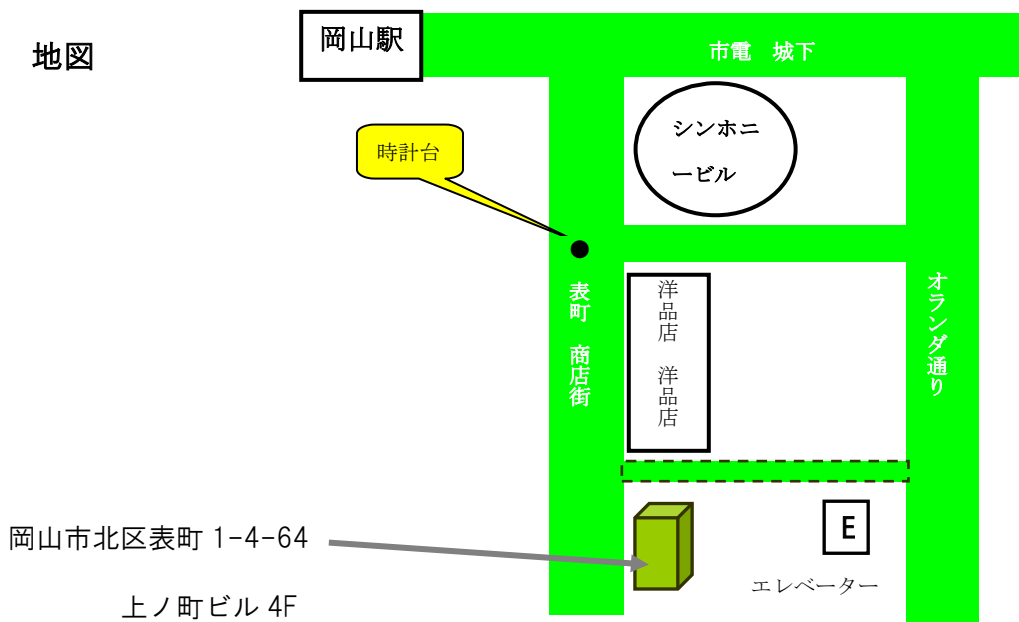 地図
岡山駅
市電　城下
シンホニ
ービル
時計台
表町　商店街
洋品店　洋品店
オランダ通り
岡山市北区表町 1-4-64
上ノ町ビル 4F
E
エレベーター